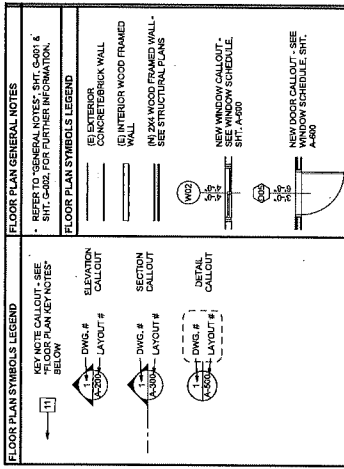 FLOOR PLAN SYMBOLS LEGEND
11
KEY NOTE CALLOUT - SEE
"FLOOR PLAN KEY NOTES"
BELOW
1
DWG. #
A-200
LAYOUT #
ELEVATION
CALLOUT
1
DWG. #
A-300
LAYOUT #
SECTION
CALLOUT
1
DWG. #
A-500
LAYOUT #
DETAIL
CALLOUT
FLOOR PLAN GENERAL NOTES
REFER TO "GENERAL NOTES", SHT. G-001 &
SHT. G-002, FOR FURTHER INFORMATION.
FLOOR PLAN SYMBOLS LEGEND
(E) EXTERIOR
CONCRETE/BRICK WALL
(E) INTERIOR WOOD FRAMED
WALL
(N) 2X4 WOOD FRAMED WALL -
SEE STRUCTURAL PLANS
W02
NEW WINDOW CALLOUT -
SEE WINDOW SCHEDULE,
SHT. A-600
D05
NEW DOOR CALLOUT - SEE
WINDOW SCHEDULE, SHT.
A-600